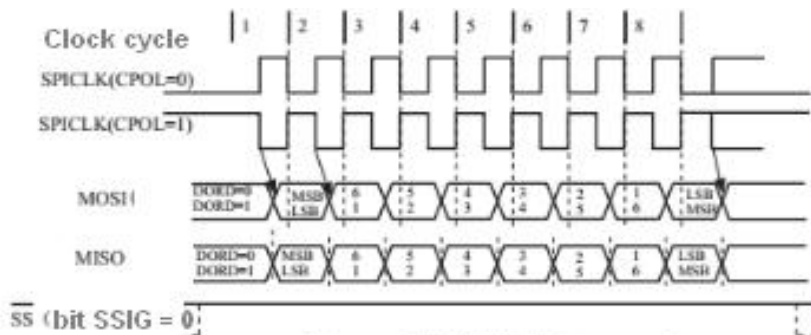 1 2 3 4 5 6 7 8
Clock cycle
SPICLK(CPOL=0)
SPICLK(CPOL=1)
MOSI(
DORD=0 MSB 6 5 4 3 2 1 LSB
DORD=1 LSB 1 2 3 4 5 6 MSB
MISO
DORD=0 MSB 6 5 4 3 2 1 LSB
DORD=1 LSB 1 2 3 4 5 6 MSB
SS (bit SSIG = 0)